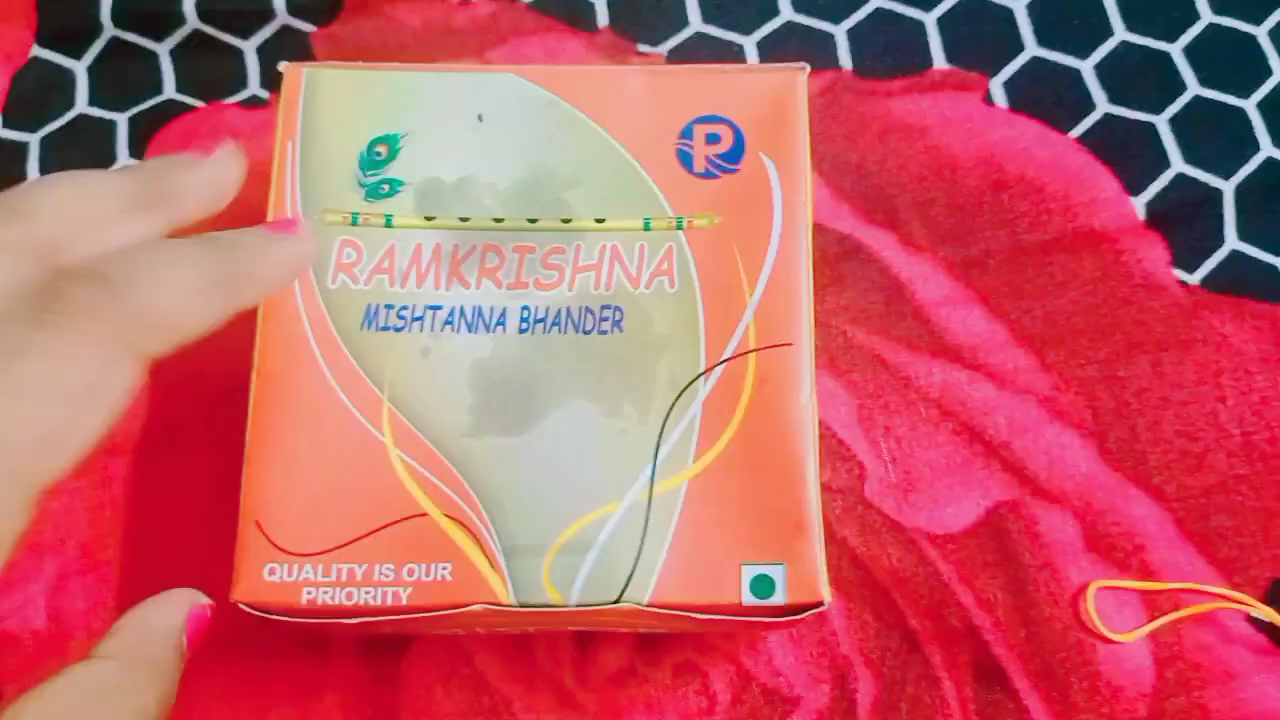 R
RAMKRISHNA
MISHTANNA BHANDER
QUALITY IS OUR
PRIORITY